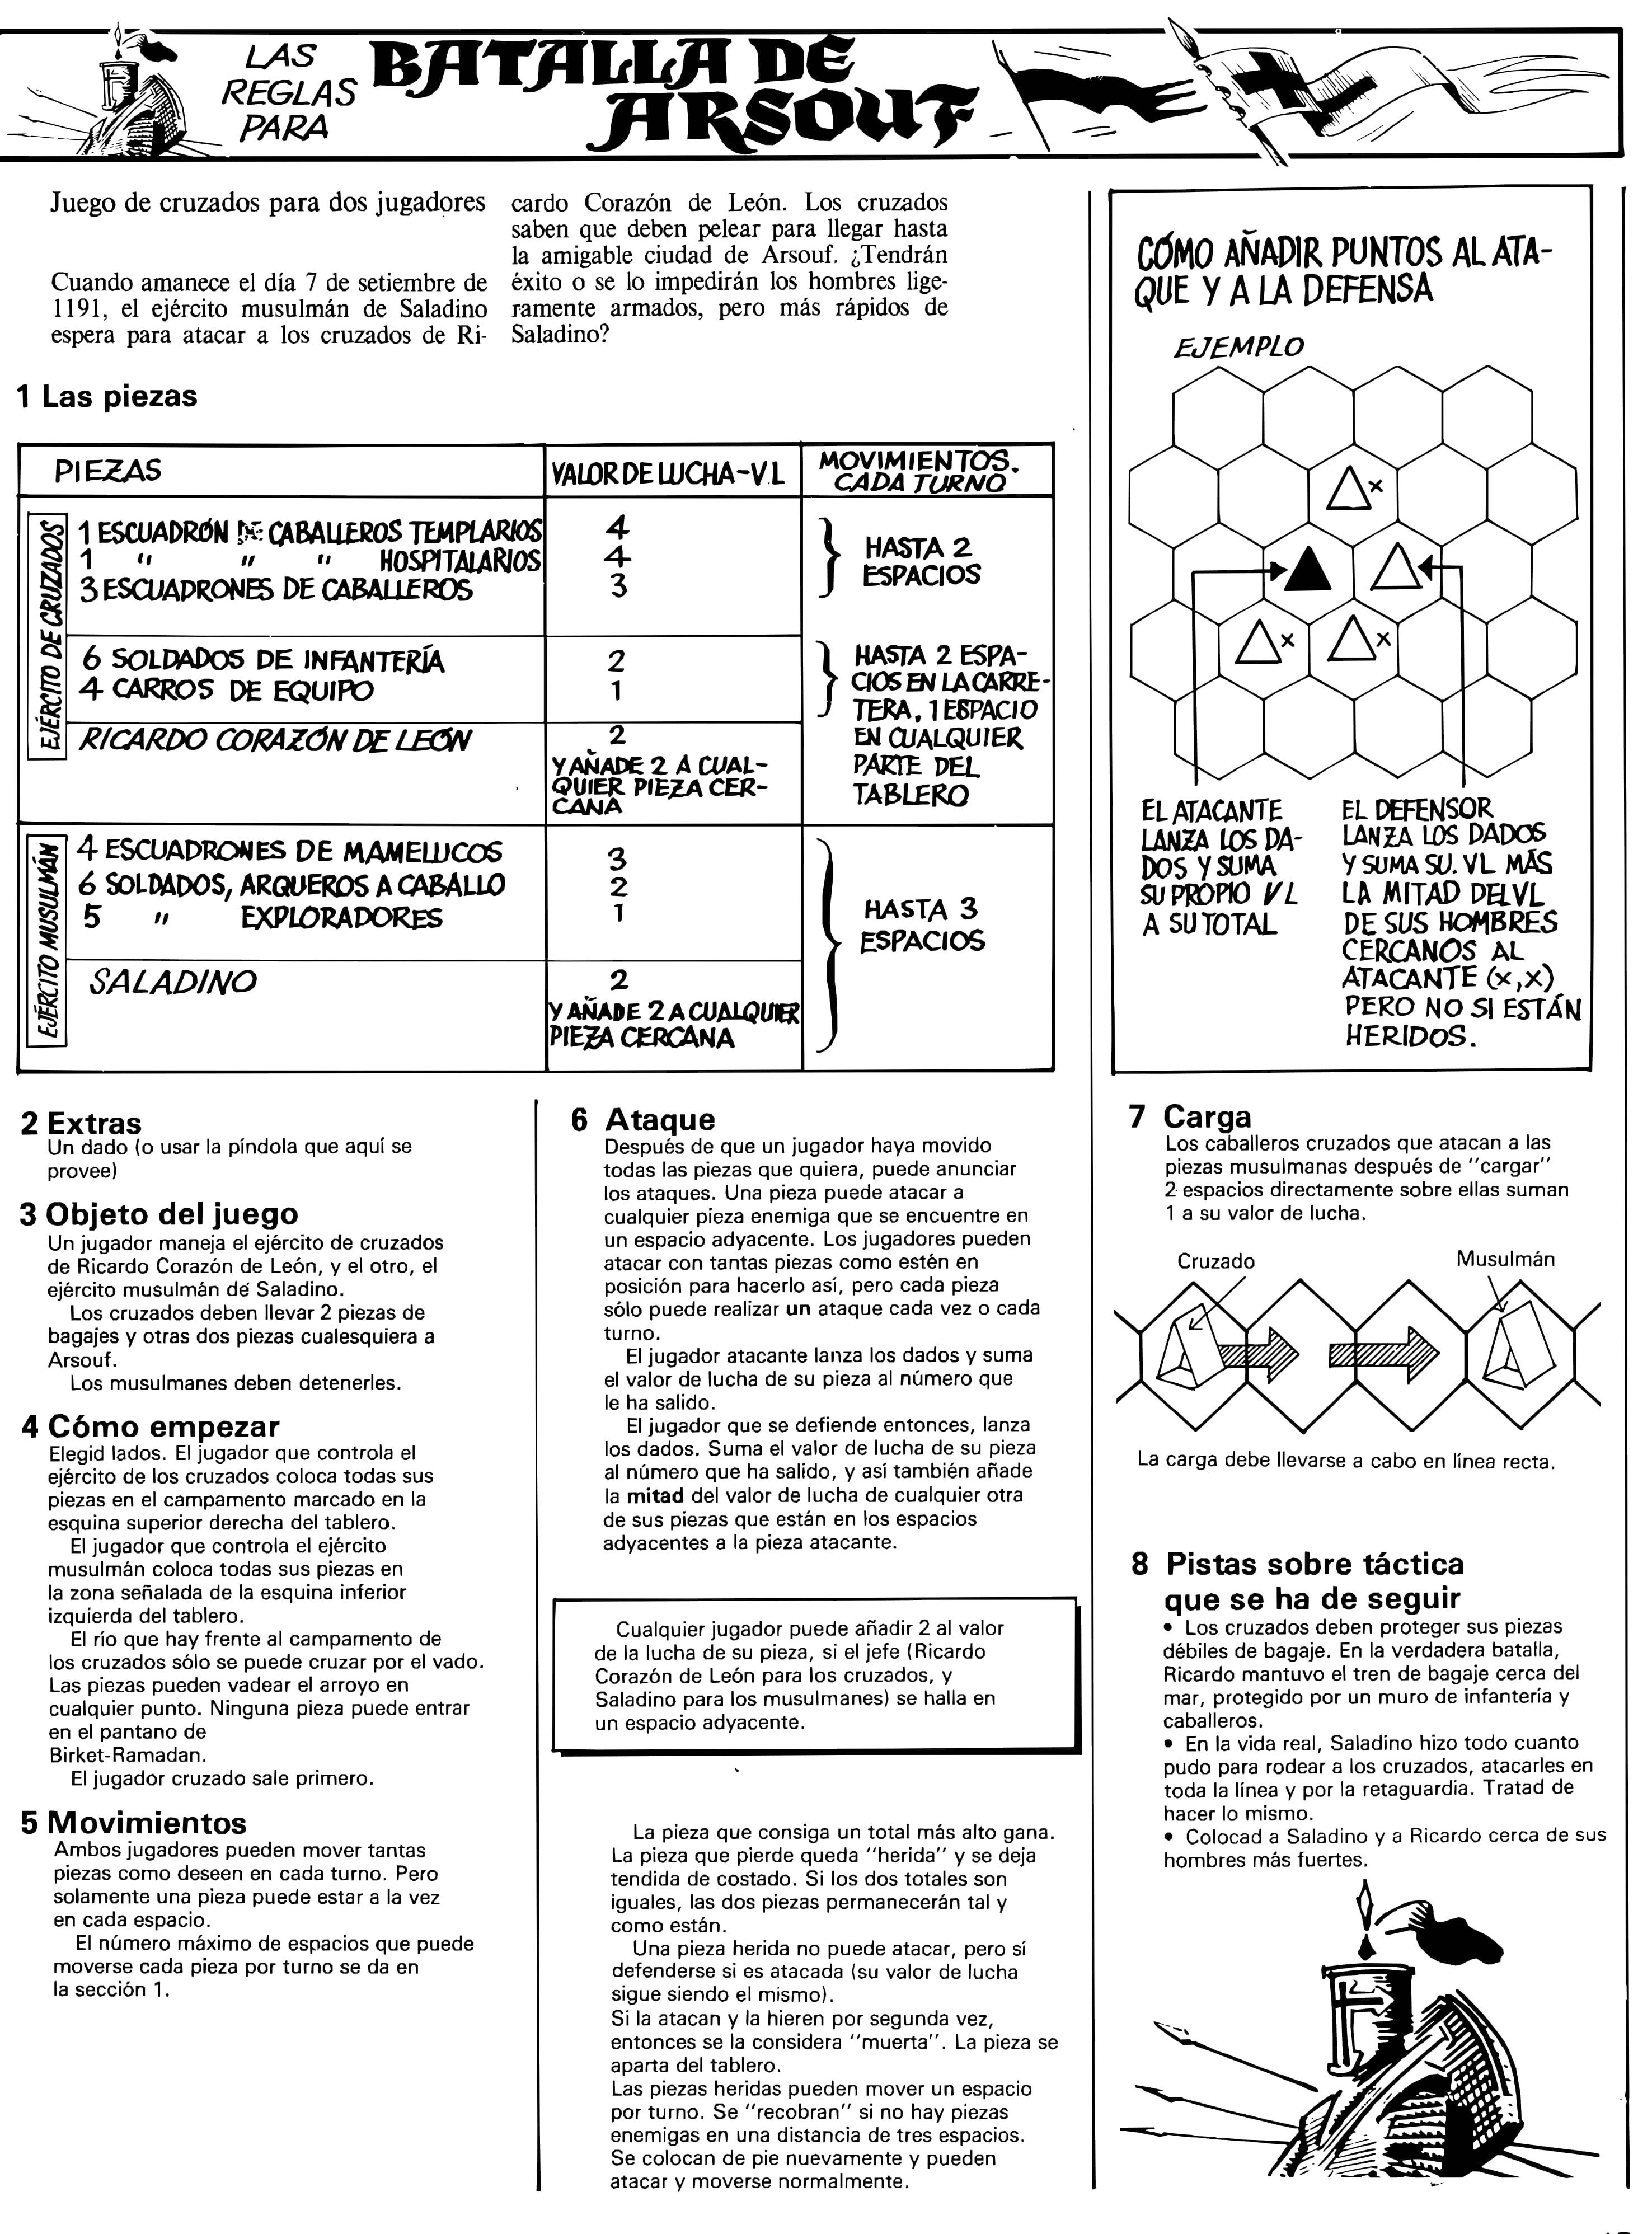 LAS
REGLAS
PARA
BATALLA DE
ARSOUF
Juego de cruzados para dos jugadores
Cuando amanece el día 7 de setiembre de
1191, el ejército musulmán de Saladino
espera para atacar a los cruzados de Ri-
cardo Corazón de León. Los cruzados
saben que deben pelear para llegar hasta
la amigable ciudad de Arsouf. ¿Tendrán
éxito o se lo impedirán los hombres lige-
ramente armados, pero más rápidos de
Saladino?
1 Las piezas
PIEZAS
VALOR DE LUCHA-V.L
MOVIMIENTOS.
CADA TURNO
EJÉRCITO DE CRUZADOS
1 ESCUADRÓN DE CABALLEROS TEMPLARIOS 4
1 " " " HOSPITALARIOS 4
3 ESCUADRONES DE CABALLEROS 3
HASTA 2
ESPACIOS
6 SOLDADOS DE INFANTERÍA 2
4 CARROS DE EQUIPO 1
RICARDO CORAZÓN DE LEÓN 2
Y AÑADE 2 A CUAL-
QUIER PIEZA CER-
CANA
HASTA 2 ESPA-
CIOS EN LA CARRE-
TERA, 1 ESPACIO
EN CUALQUIER
PARTE DEL
TABLERO
EJÉRCITO MUSULMÁN
4 ESCUADRONES DE MAMELUCOS 3
6 SOLDADOS, ARQUEROS A CABALLO 2
5 " EXPLORADORES 1
SALADINO 2
Y AÑADE 2 A CUALQUIER
PIEZA CERCANA
HASTA 3
ESPACIOS
CÓMO AÑADIR PUNTOS AL ATA-
QUE Y A LA DEFENSA
EJEMPLO
x
x
x
EL ATACANTE
LANZA LOS DA-
DOS Y SUMA
SU PROPIO VL
A SU TOTAL
EL DEFENSOR
LANZA LOS DADOS
Y SUMA SU. VL MÁS
LA MITAD DEL VL
DE SUS HOMBRES
CERCANOS AL
ATACANTE (x,x)
PERO NO SI ESTÁN
HERIDOS.
2 Extras
Un dado (o usar la píndola que aquí se
provee)
3 Objeto del juego
Un jugador maneja el ejército de cruzados
de Ricardo Corazón de León, y el otro, el
ejército musulmán de Saladino.
Los cruzados deben llevar 2 piezas de
bagajes y otras dos piezas cualesquiera a
Arsouf.
Los musulmanes deben detenerles.
4 Cómo empezar
Elegid lados. El jugador que controla el
ejército de los cruzados coloca todas sus
piezas en el campamento marcado en la
esquina superior derecha del tablero.
El jugador que controla el ejército
musulmán coloca todas sus piezas en
la zona señalada de la esquina inferior
izquierda del tablero.
El río que hay frente al campamento de
los cruzados sólo se puede cruzar por el vado.
Las piezas pueden vadear el arroyo en
cualquier punto. Ninguna pieza puede entrar
en el pantano de
Birket-Ramadan.
El jugador cruzado sale primero.
5 Movimientos
Ambos jugadores pueden mover tantas
piezas como deseen en cada turno. Pero
solamente una pieza puede estar a la vez
en cada espacio.
El número máximo de espacios que puede
moverse cada pieza por turno se da en
la sección 1.
6 Ataque
Después de que un jugador haya movido
todas las piezas que quiera, puede anunciar
los ataques. Una pieza puede atacar a
cualquier pieza enemiga que se encuentre en
un espacio adyacente. Los jugadores pueden
atacar con tantas piezas como estén en
posición para hacerlo así, pero cada pieza
sólo puede realizar un ataque cada vez o cada
turno.
El jugador atacante lanza los dados y suma
el valor de lucha de su pieza al número que
le ha salido.
El jugador que se defiende entonces, lanza
los dados. Suma el valor de lucha de su pieza
al número que ha salido, y así también añade
la mitad del valor de lucha de cualquier otra
de sus piezas que están en los espacios
adyacentes a la pieza atacante.
Cualquier jugador puede añadir 2 al valor
de la lucha de su pieza, si el jefe (Ricardo
Corazón de León para los cruzados, y
Saladino para los musulmanes) se halla en
un espacio adyacente.
La pieza que consiga un total más alto gana.
La pieza que pierde queda "herida" y se deja
tendida de costado. Si los dos totales son
iguales, las dos piezas permanecerán tal y
como están.
Una pieza herida no puede atacar, pero sí
defenderse si es atacada (su valor de lucha
sigue siendo el mismo).
Si la atacan y la hieren por segunda vez,
entonces se la considera "muerta". La pieza se
aparta del tablero.
Las piezas heridas pueden mover un espacio
por turno. Se "recobran" si no hay piezas
enemigas en una distancia de tres espacios.
Se colocan de pie nuevamente y pueden
atacar y moverse normalmente.
7 Carga
Los caballeros cruzados que atacan a las
piezas musulmanas después de "cargar"
2 espacios directamente sobre ellas suman
1 a su valor de lucha.
Cruzado
Musulmán
La carga debe llevarse a cabo en línea recta.
8 Pistas sobre táctica
que se ha de seguir
• Los cruzados deben proteger sus piezas
débiles de bagaje. En la verdadera batalla,
Ricardo mantuvo el tren de bagaje cerca del
mar, protegido por un muro de infantería y
caballeros.
• En la vida real, Saladino hizo todo cuanto
pudo para rodear a los cruzados, atacarles en
toda la línea y por la retaguardia. Tratad de
hacer lo mismo.
• Colocad a Saladino y a Ricardo cerca de sus
hombres más fuertes.